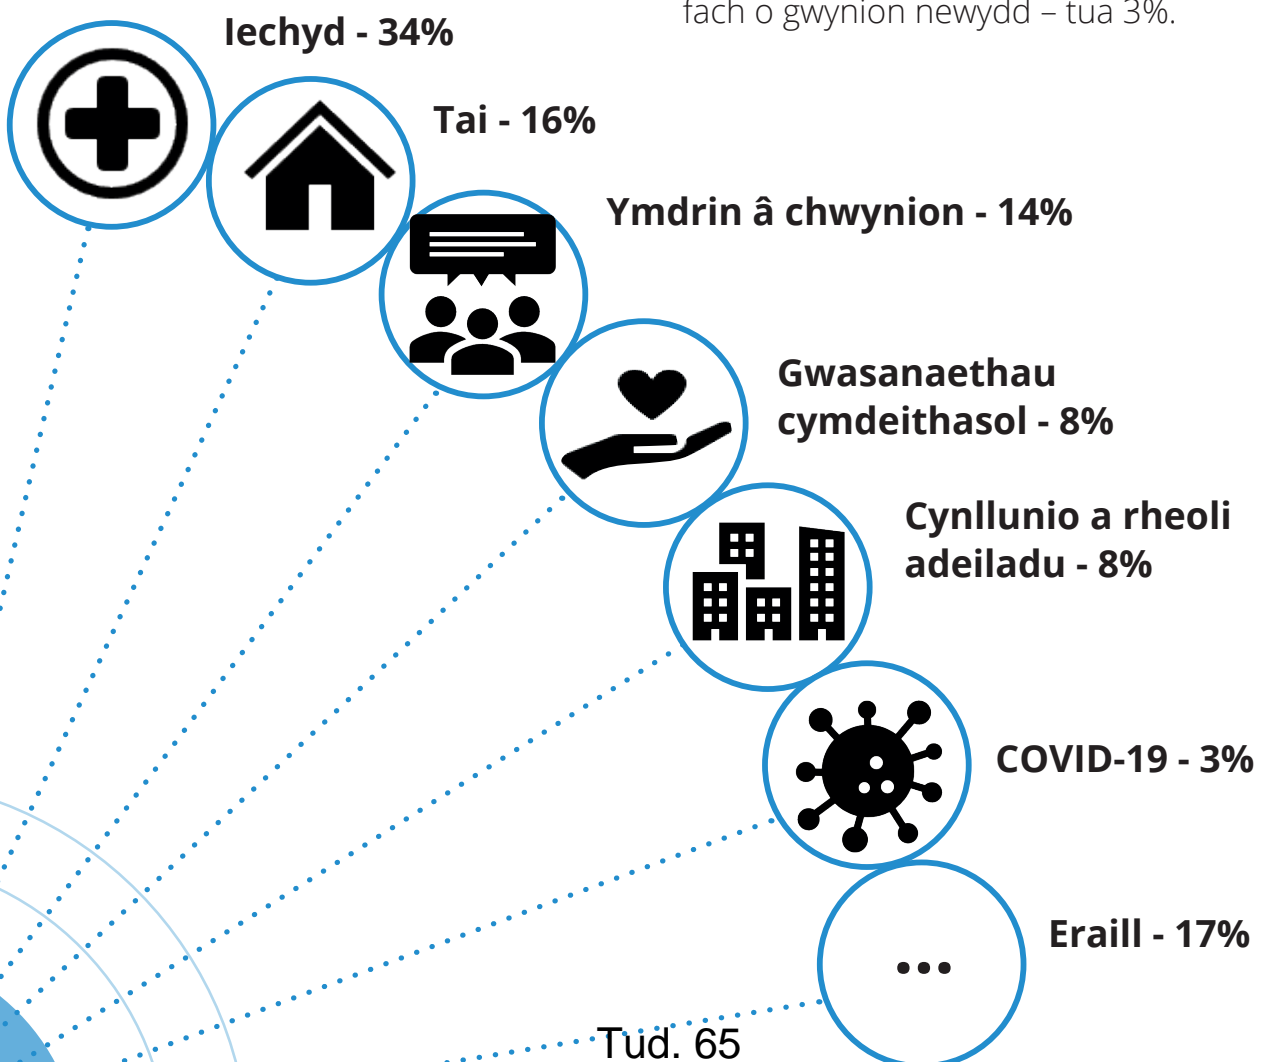 fach o gwynion newydd – tua 3%.
Iechyd - 34%
Tai - 16%
Ymdrin â chwynion - 14%
Gwasanaethau
cymdeithasol - 8%
Cynllunio a rheoli
adeiladu - 8%
COVID-19 - 3%
Eraill - 17%
Tud. 65